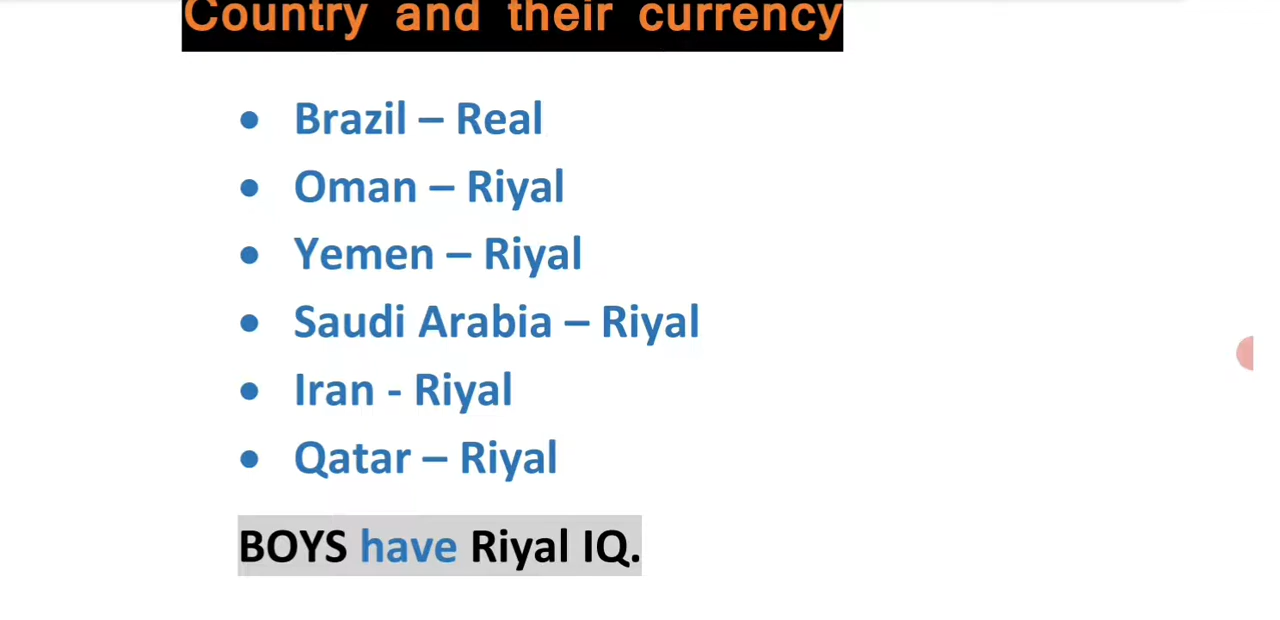 Country and their currency
• Brazil – Real
• Oman – Riyal
• Yemen – Riyal
• Saudi Arabia – Riyal
• Iran - Riyal
• Qatar – Riyal
BOYS have Riyal IQ.